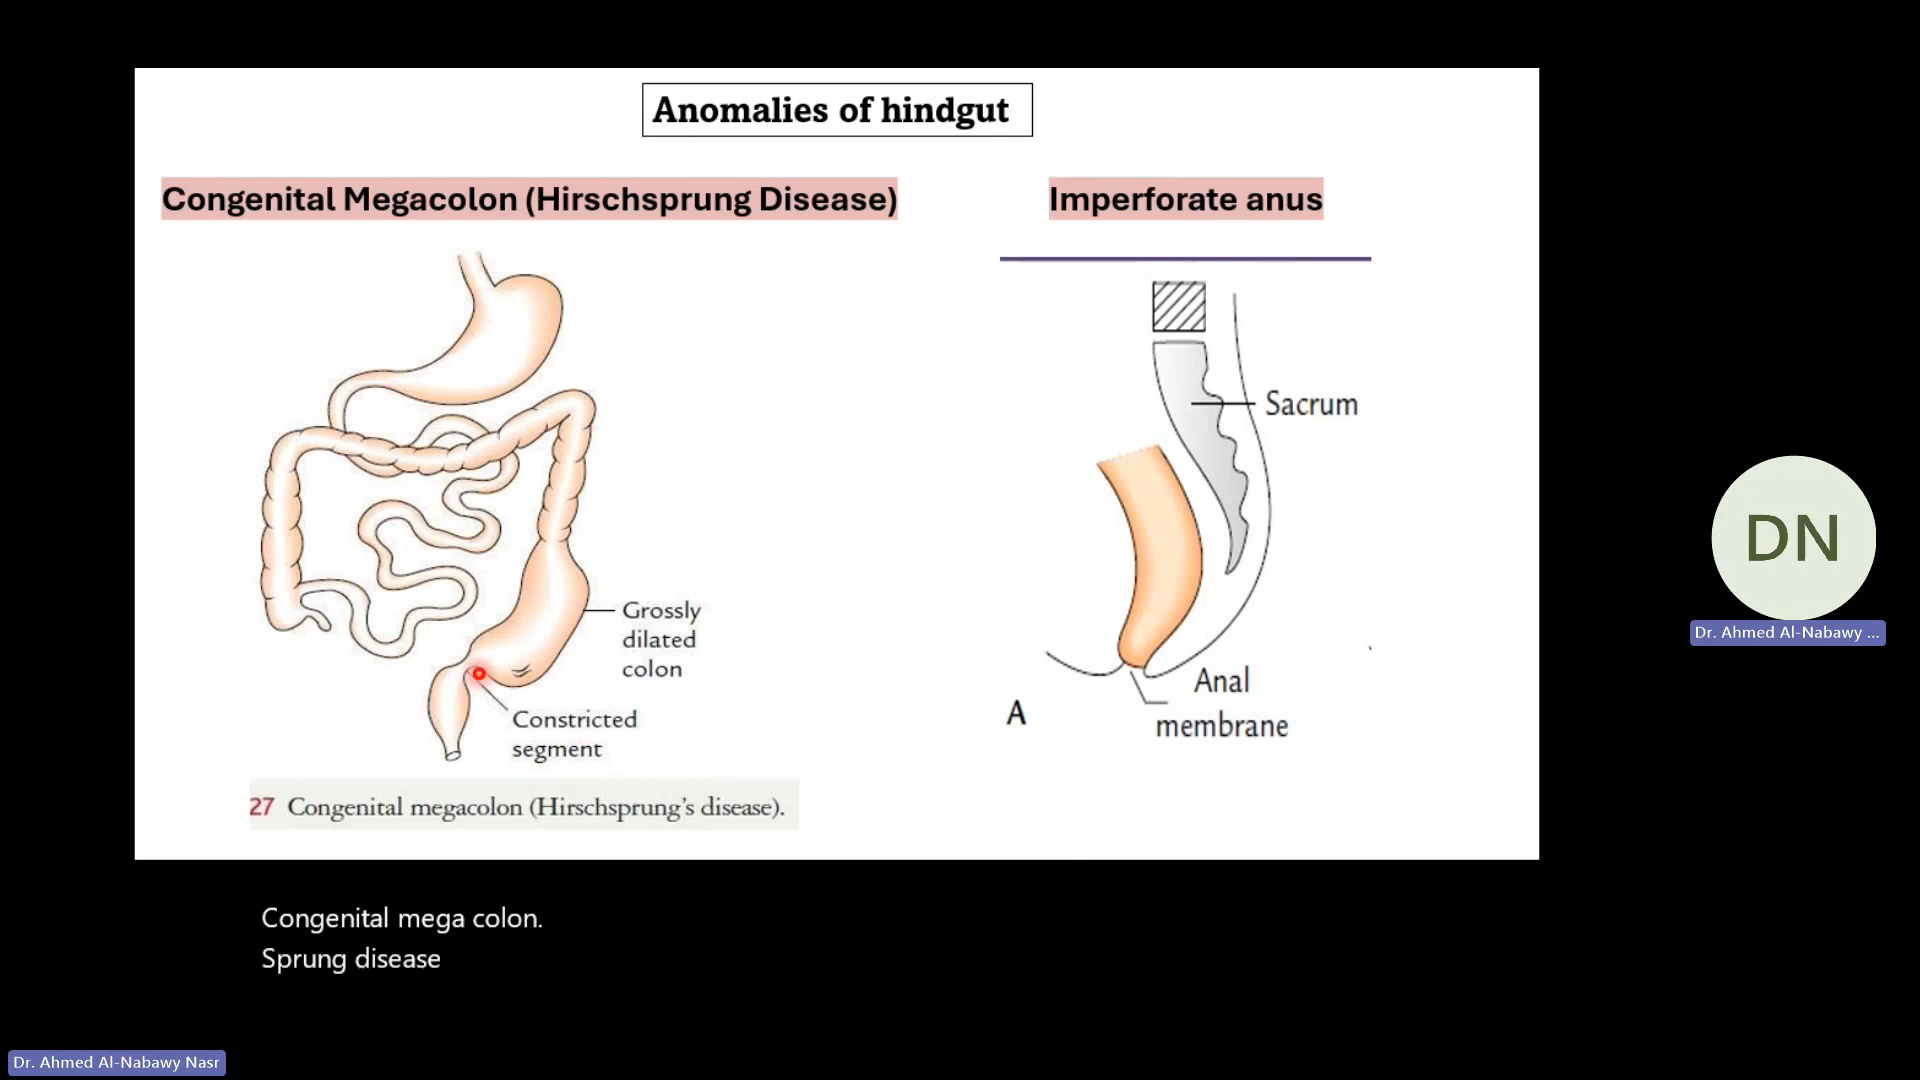 Anomalies of hindgut
Congenital Megacolon (Hirschsprung Disease)
Imperforate anus
Grossly
dilated
colon
Constricted
segment
27 Congenital megacolon (Hirschsprung's disease).
Sacrum
Anal
membrane
A
DN
Dr. Ahmed Al-Nabawy ...
Congenital mega colon.
Sprung disease
Dr. Ahmed Al-Nabawy Nasr